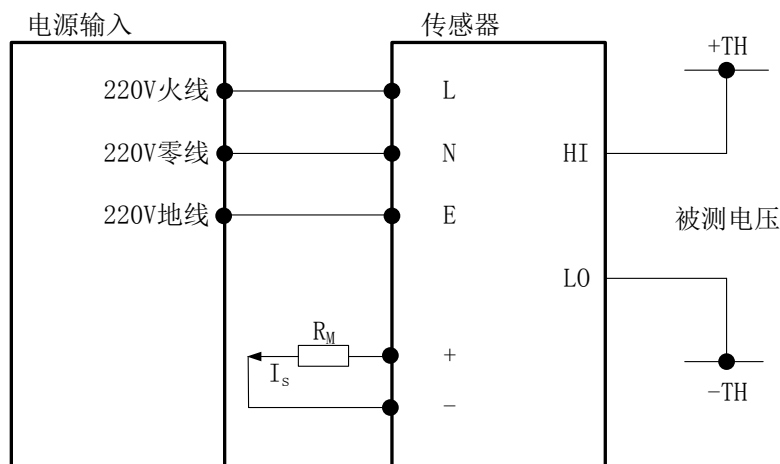 电源输入
传感器
+TH
220V火线
L
220V零线
N
HI
220V地线
E
被测电压
LO
R_M
+
I_s
-
-TH